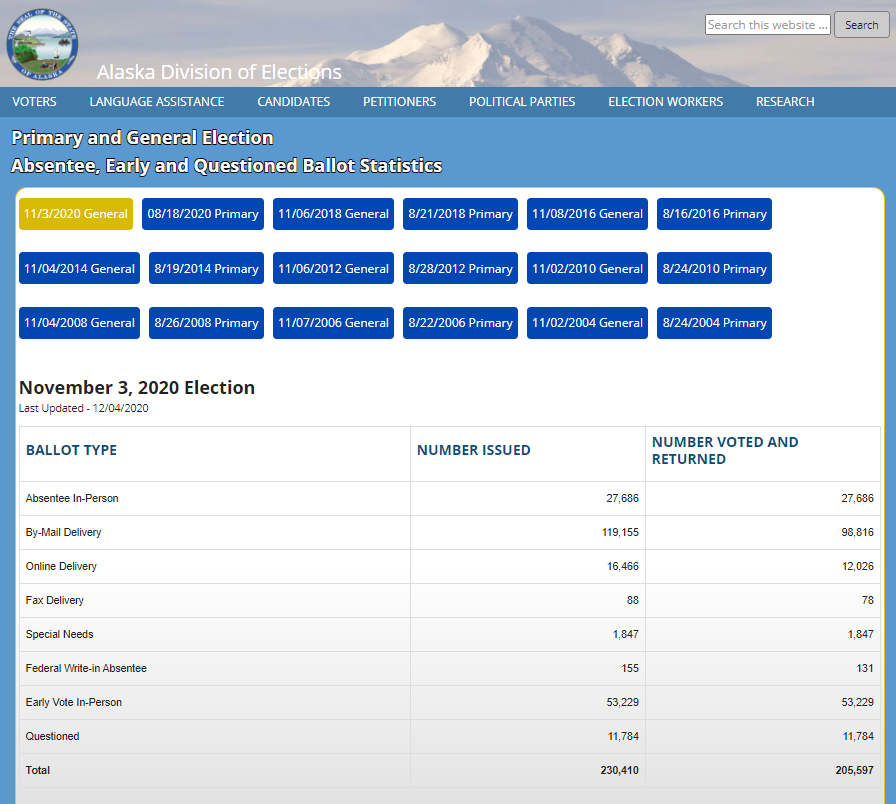 THE SEAL OF THE STATE OF ALASKA
Search this website ...
Search
Alaska Division of Elections
VOTERS LANGUAGE ASSISTANCE CANDIDATES PETITIONERS POLITICAL PARTIES ELECTION WORKERS RESEARCH
Primary and General Election
Absentee, Early and Questioned Ballot Statistics
11/3/2020 General 08/18/2020 Primary 11/06/2018 General 8/21/2018 Primary 11/08/2016 General 8/16/2016 Primary
11/04/2014 General 8/19/2014 Primary 11/06/2012 General 8/28/2012 Primary 11/02/2010 General 8/24/2010 Primary
11/04/2008 General 8/26/2008 Primary 11/07/2006 General 8/22/2006 Primary 11/02/2004 General 8/24/2004 Primary
November 3, 2020 Election
Last Updated - 12/04/2020
BALLOT TYPE NUMBER ISSUED NUMBER VOTED AND
RETURNED
Absentee In-Person 27,686 27,686
By-Mail Delivery 119,155 98,816
Online Delivery 16,466 12,026
Fax Delivery 88 78
Special Needs 1,847 1,847
Federal Write-in Absentee 155 131
Early Vote In-Person 53,229 53,229
Questioned 11,784 11,784
Total 230,410 205,597